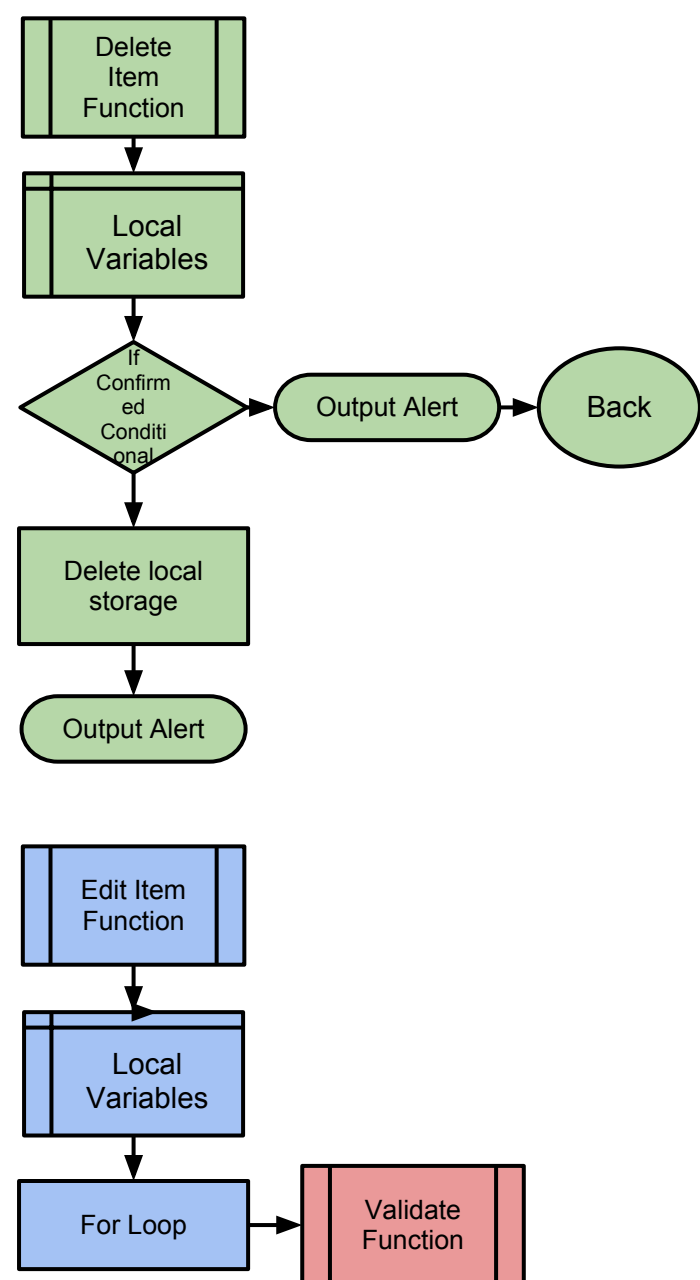 Delete
Item
Function
Local
Variables
If
Confirm
ed
Conditi
onal
Output Alert
Back
Delete local
storage
Output Alert
Edit Item
Function
Local
Variables
For Loop
Validate
Function